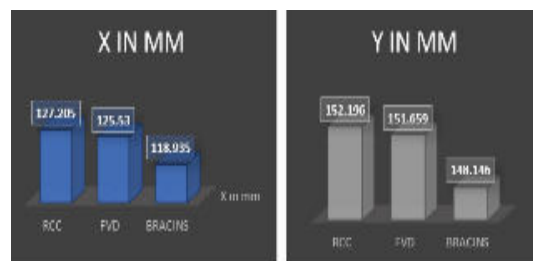 X IN MM
127.205
125.53
118.935
X in mm
RCC FVD BRACINS
Y IN MM
152.196
151.659
148.146
RCC FVD BRACINS